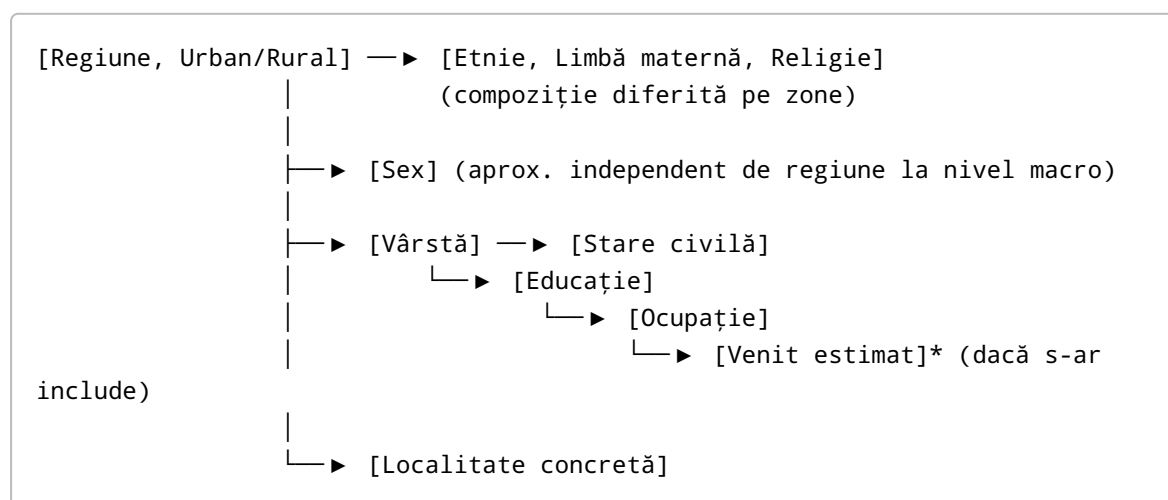 [Regiune, Urban/Rural] ──► [Etnie, Limbă maternă, Religie]
│ (compoziție diferită pe zone)
│
├──► [Sex] (aprox. independent de regiune la nivel macro)
│
├──► [Vârstă] ──► [Stare civilă]
│ └──► [Educație]
│ └──► [Ocupație]
│ └──► [Venit estimat]* (dacă s-ar
include)
│
└──► [Localitate concretă]